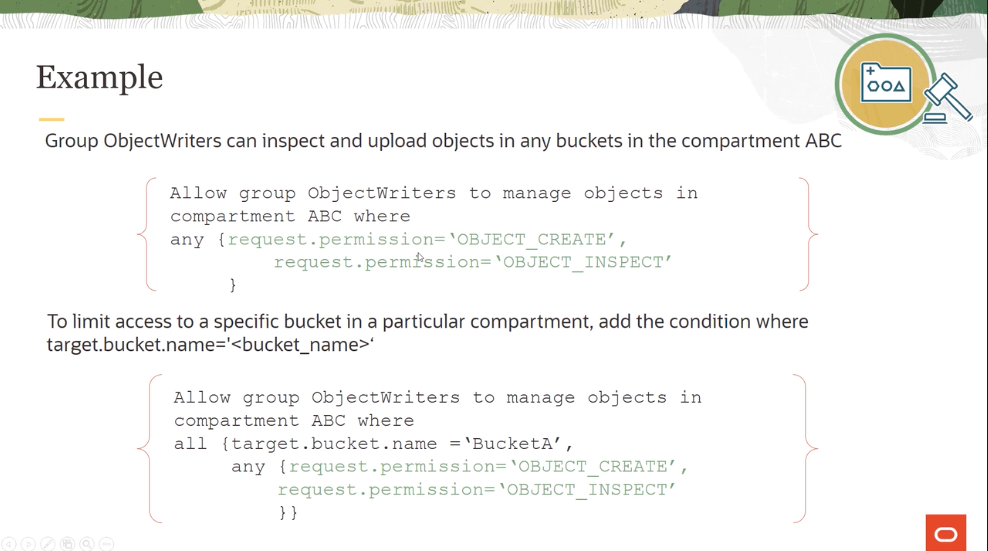 Example
Group ObjectWriters can inspect and upload objects in any buckets in the compartment ABC
Allow group ObjectWriters to manage objects in
compartment ABC where
any {request.permission=‘OBJECT_CREATE’,
request.permission=‘OBJECT_INSPECT’
}
To limit access to a specific bucket in a particular compartment, add the condition where
target.bucket.name='<bucket_name>‘
Allow group ObjectWriters to manage objects in
compartment ABC where
all {target.bucket.name =‘BucketA’,
any {request.permission=‘OBJECT_CREATE’,
request.permission=‘OBJECT_INSPECT’
}}